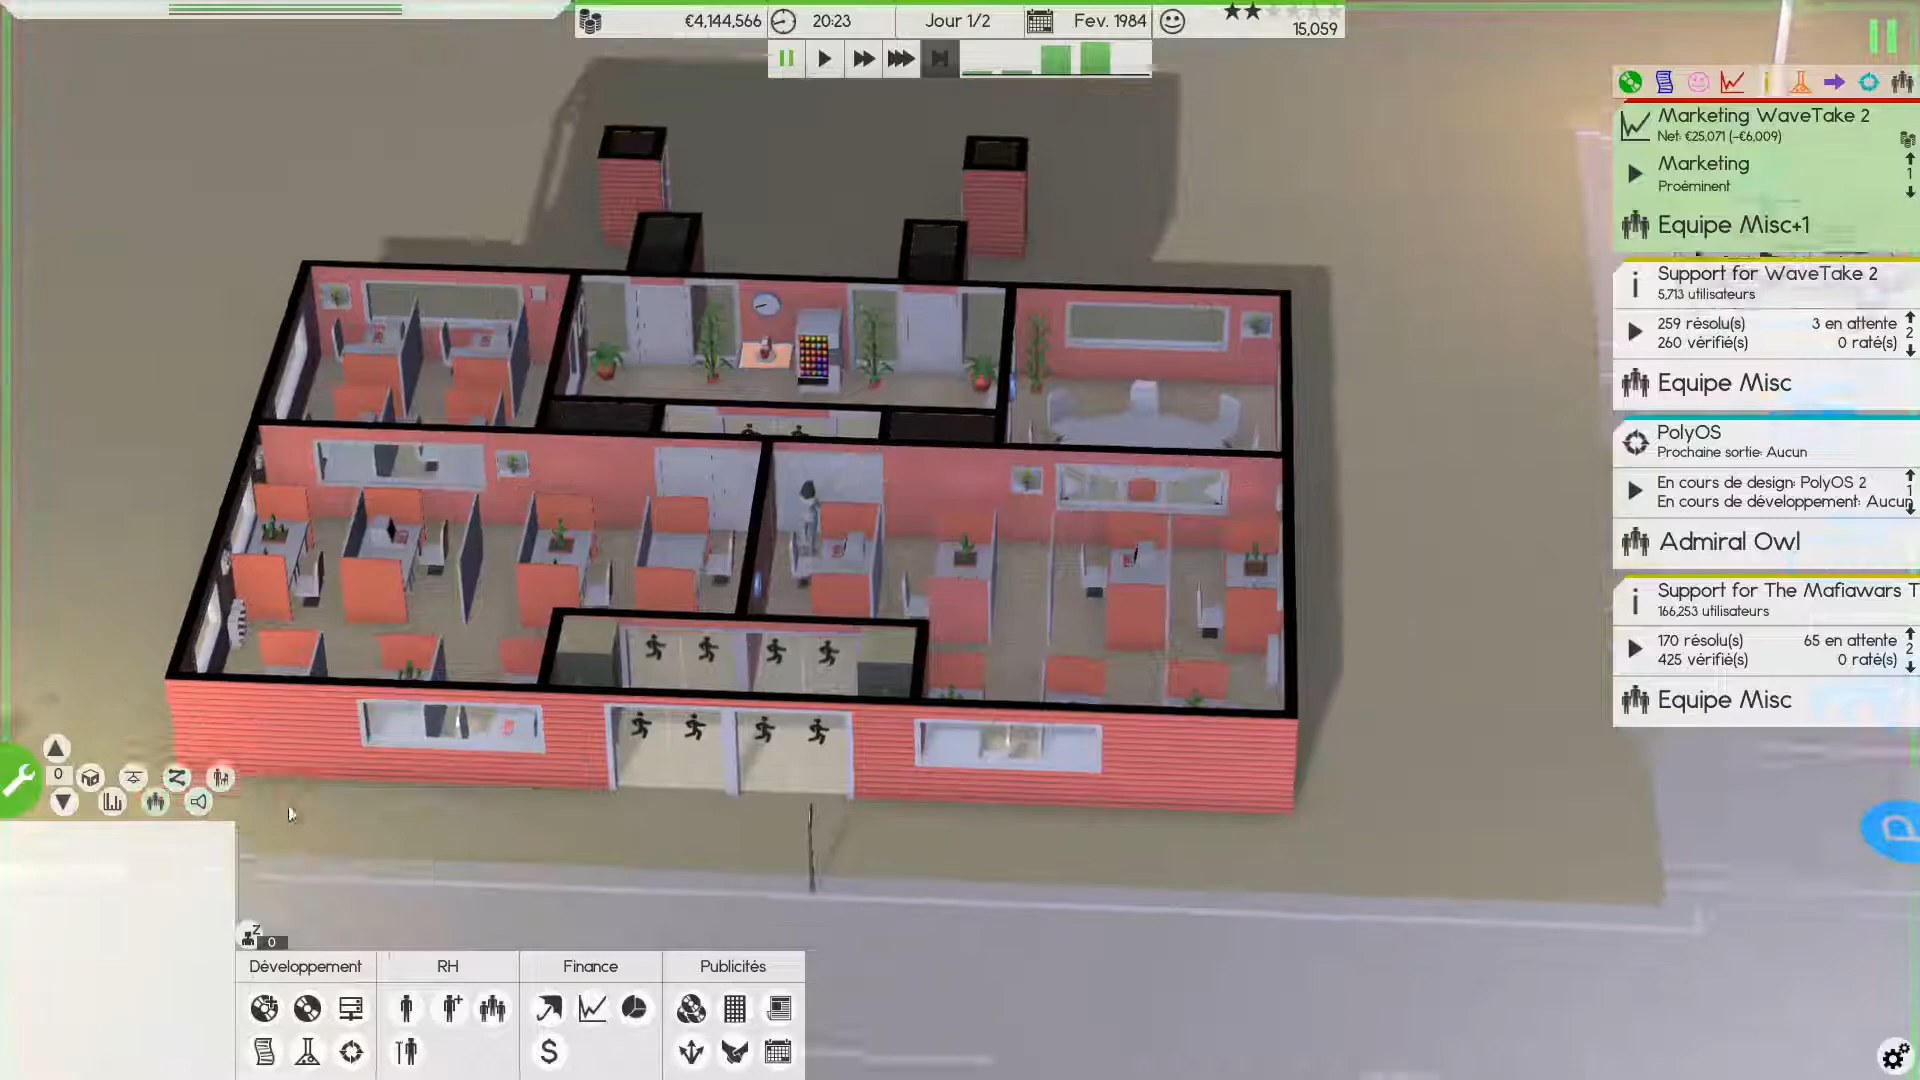 €4,144,566
20:23
Jour 1/2
Fev. 1984
15,059
Marketing WaveTake 2
Net: €25,071 (-€6,009)
Marketing
Proéminent
1
Equipe Misc+1
Support for WaveTake 2
5,713 utilisateurs
259 résolu(s) 3 en attente
260 vérifié(s) 0 raté(s)
2
Equipe Misc
PolyOS
Prochaine sortie: Aucun
En cours de design: PolyOS 2
En cours de développement: Aucun
1
Admiral Owl
Support for The Mafiawars T
166,253 utilisateurs
170 résolu(s) 65 en attente
425 vérifié(s) 0 raté(s)
2
Equipe Misc
0
z
0
Développement
RH
Finance
Publicités